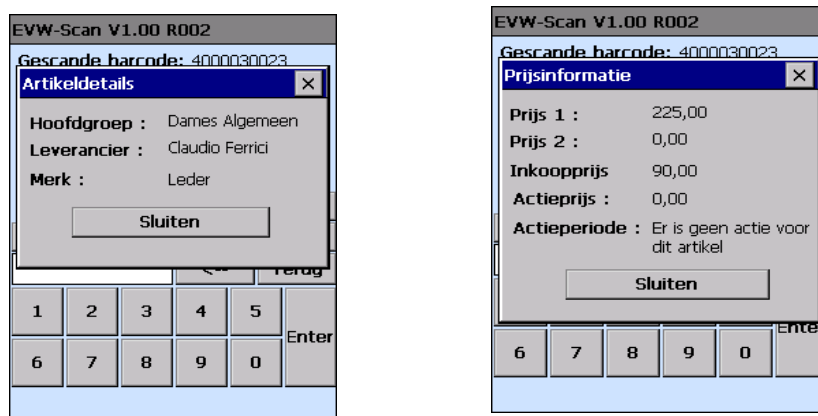 EVW-Scan V1.00 R002
Gescande barcode: 4000030023
Artikeldetails
Hoofdgroep : Dames Algemeen
Leverancier : Claudio Ferrici
Merk : Leder
Sluiten
<-- Terug
1 2 3 4 5
Enter
6 7 8 9 0
EVW-Scan V1.00 R002
Gescande barcode: 4000030023
Prijsinformatie
Prijs 1 : 225,00
Prijs 2 : 0,00
Inkoopprijs 90,00
Actieprijs : 0,00
Actieperiode : Er is geen actie voor
dit artikel
Sluiten
Ente
6 7 8 9 0